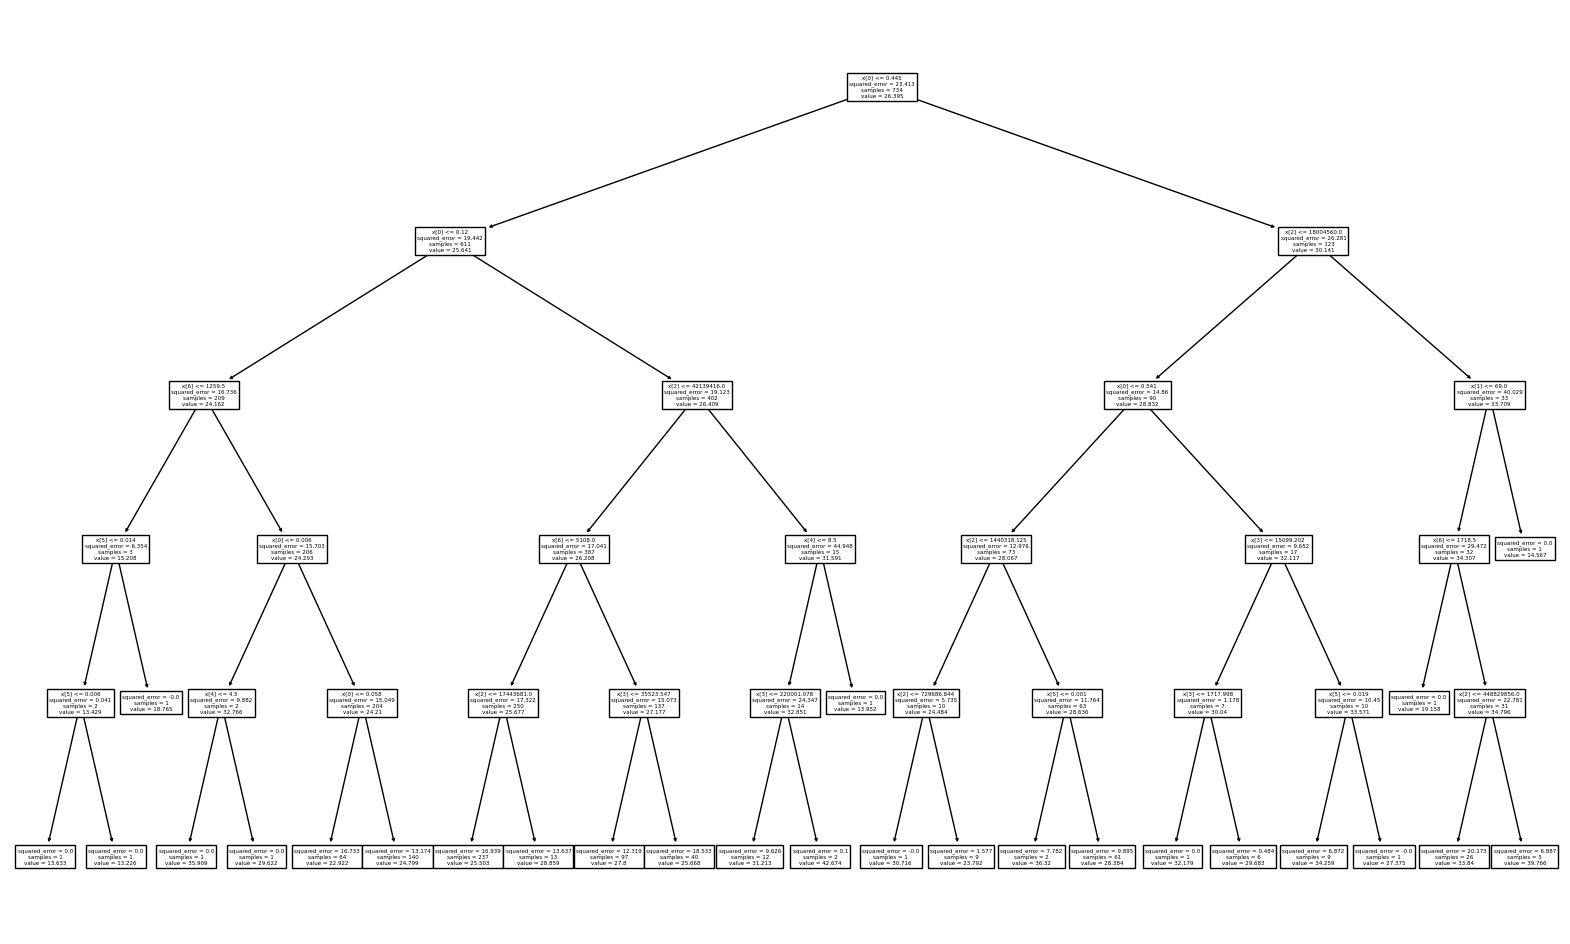 x[0] <= 0.445
squared_error = 23.413
samples = 734
value = 26.395
x[0] <= 0.12
squared_error = 19.442
samples = 611
value = 25.641
x[2] <= 18004560.0
squared_error = 26.281
samples = 123
value = 30.141
x[6] <= 1259.5
squared_error = 16.736
samples = 209
value = 24.162
x[2] <= 42139416.0
squared_error = 19.123
samples = 402
value = 26.409
x[0] <= 0.541
squared_error = 14.86
samples = 90
value = 28.832
x[1] <= 69.0
squared_error = 40.029
samples = 33
value = 33.709
x[5] <= 0.014
squared_error = 6.354
samples = 3
value = 15.208
x[0] <= 0.006
squared_error = 15.703
samples = 206
value = 24.293
x[6] <= 5108.0
squared_error = 17.041
samples = 387
value = 26.208
x[4] <= 8.5
squared_error = 44.948
samples = 15
value = 31.591
x[2] <= 1440318.125
squared_error = 12.976
samples = 73
value = 28.067
x[3] <= 15099.202
squared_error = 9.652
samples = 17
value = 32.117
x[6] <= 1718.5
squared_error = 29.472
samples = 32
value = 34.307
squared_error = 0.0
samples = 1
value = 14.567
x[5] <= 0.006
squared_error = 0.041
samples = 2
value = 13.429
squared_error = -0.0
samples = 1
value = 18.765
x[4] <= 4.5
squared_error = 9.882
samples = 2
value = 32.766
x[0] <= 0.058
squared_error = 15.049
samples = 204
value = 24.21
x[2] <= 17443681.0
squared_error = 17.322
samples = 250
value = 25.677
x[3] <= 35523.547
squared_error = 15.073
samples = 137
value = 27.177
x[3] <= 220001.078
squared_error = 24.347
samples = 14
value = 32.851
squared_error = 0.0
samples = 1
value = 13.952
x[2] <= 729686.844
squared_error = 5.735
samples = 10
value = 24.484
x[5] <= 0.001
squared_error = 11.764
samples = 63
value = 28.636
x[3] <= 1717.998
squared_error = 1.178
samples = 7
value = 30.04
x[5] <= 0.019
squared_error = 10.45
samples = 10
value = 33.571
squared_error = 0.0
samples = 1
value = 19.158
x[2] <= 448829856.0
squared_error = 22.781
samples = 31
value = 34.796
squared_error = 0.0
samples = 1
value = 13.633
squared_error = 0.0
samples = 1
value = 13.226
squared_error = 0.0
samples = 1
value = 35.909
squared_error = 0.0
samples = 1
value = 29.622
squared_error = 16.733
samples = 64
value = 22.922
squared_error = 13.174
samples = 140
value = 24.799
squared_error = 16.939
samples = 237
value = 25.503
squared_error = 13.637
samples = 13
value = 28.859
squared_error = 12.319
samples = 97
value = 27.8
squared_error = 18.533
samples = 40
value = 25.668
squared_error = 9.626
samples = 12
value = 31.213
squared_error = 0.1
samples = 2
value = 42.674
squared_error = -0.0
samples = 1
value = 30.716
squared_error = 1.577
samples = 9
value = 23.792
squared_error = 7.782
samples = 2
value = 36.32
squared_error = 9.895
samples = 61
value = 28.384
squared_error = 0.0
samples = 1
value = 32.179
squared_error = 0.484
samples = 6
value = 29.683
squared_error = 6.872
samples = 9
value = 34.259
squared_error = -0.0
samples = 1
value = 27.375
squared_error = 20.173
samples = 26
value = 33.84
squared_error = 6.887
samples = 5
value = 39.766